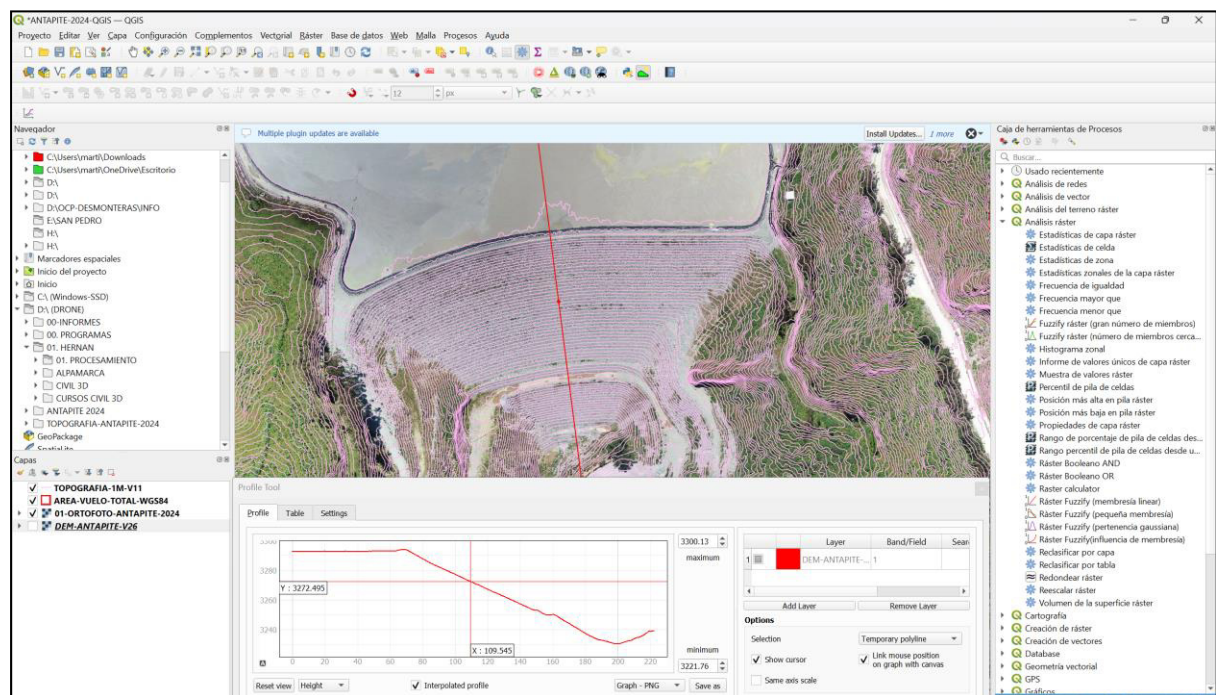 *ANTAPITE-2024-QGIS — QGIS
Proyecto Editar Ver Capa Configuración Complementos Vectorial Ráster Base de datos Web Malla Procesos Ayuda
12 px
Navegador
C:\Users\marti\Downloads
C:\Users\marti\OneDrive\Escritorio
D:\
D:\
D:\OCP-DESMONTERAS\INFO
E:\SAN PEDRO
H:\
H:\
Marcadores espaciales
Inicio del proyecto
Inicio
C:\ (Windows-SSD)
D:\ (DRONE)
00-INFORMES
00. PROGRAMAS
01. HERNAN
01. PROCESAMIENTO
ALPAMARCA
CIVIL 3D
CURSOS CIVIL 3D
ANTAPITE 2024
TOPOGRAFIA-ANTAPITE-2024
GeoPackage
SpatiaLite
Capas
TOPOGRAFIA-1M-V11
AREA-VUELO-TOTAL-WGS84
01-ORTOFOTO-ANTAPITE-2024
DEM-ANTAPITE-V26
Multiple plugin updates are available
Install Updates... 1 more
Profile Tool
Profile Table Settings
3300
3280
3260
3240
Y : 3272.495
X : 109.545
0 20 40 60 80 100 120 140 160 180 200 220
3300.13
maximum
minimum
3221.76
Reset view Height Interpolated profile Graph - PNG Save as
Layer Band/Field Sear
1 DEM-ANTAPITE-... 1
Add Layer Remove Layer
Options
Selection Temporary polyline
Show cursor
Link mouse position
on graph with canvas
Same axis scale
Caja de herramientas de Procesos
Buscar...
Usado recientemente
Análisis de redes
Análisis de vector
Análisis del terreno ráster
Análisis ráster
Estadísticas de capa ráster
Estadísticas de celda
Estadísticas de zona
Estadísticas zonales de la capa ráster
Frecuencia de igualdad
Frecuencia mayor que
Frecuencia menor que
Fuzzify ráster (gran número de miembros)
Fuzzify ráster (número de miembros cerca...
Histograma zonal
Informe de valores únicos de capa ráster
Muestra de valores ráster
Percentil de pila de celdas
Posición más alta en pila ráster
Posición más baja en pila ráster
Propiedades de capa ráster
Rango de porcentaje de pila de celdas des...
Rango percentil de pila de celdas desde u...
Ráster Booleano AND
Ráster Booleano OR
Raster calculator
Ráster Fuzzify (membresía linear)
Ráster Fuzzify (pequeña membresía)
Ráster Fuzzify (pertenencia gaussiana)
Ráster Fuzzify(influencia de membresía)
Reclasificar por capa
Reclasificar por tabla
Redondear ráster
Reescalar ráster
Volumen de la superficie ráster
Cartografía
Creación de ráster
Creación de vectores
Database
Geometría vectorial
GPS
Gráficos